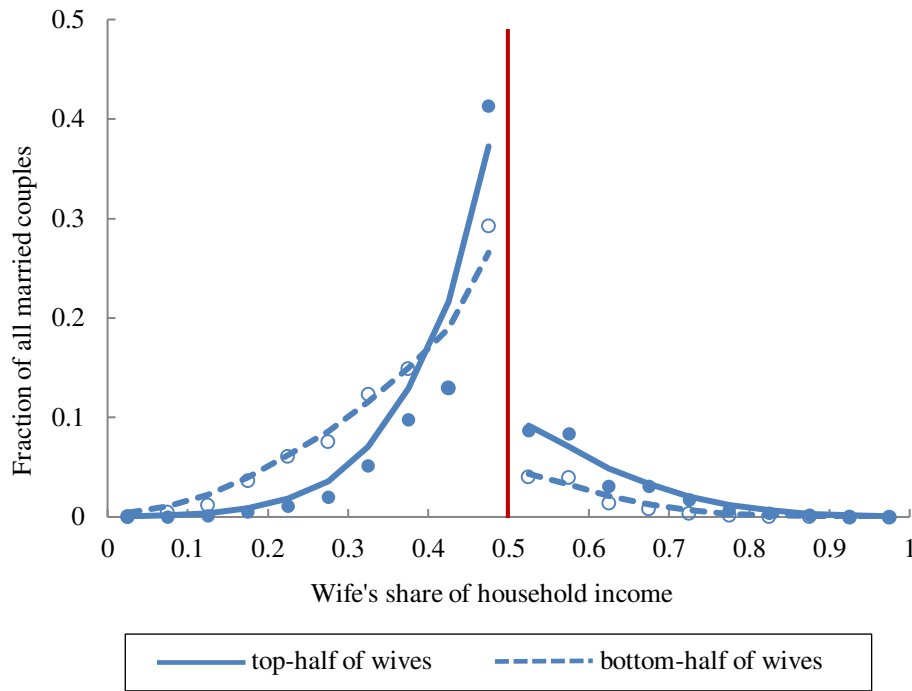 0.5
0.4
0.3
0.2
0.1
0
Fraction of all married couples
0 0.1 0.2 0.3 0.4 0.5 0.6 0.7 0.8 0.9 1
Wife's share of household income
top-half of wives bottom-half of wives